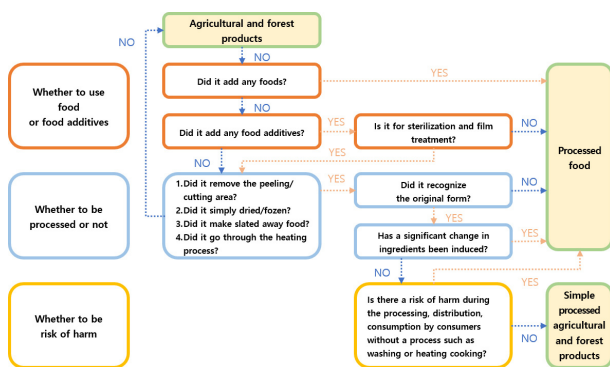 Agricultural and forest
products
NO
NO
Whether to use
food
or food additives
Did it add any foods?
YES
NO
Did it add any food additives?
YES
Is it for sterilization and film
treatment?
NO
Processed
food
NO
YES
Whether to be
processed or not
1.Did it remove the peeling/
cutting area?
2.Did it simply dried/fozen?
3.Did it make slated away food?
4.Did it go through the heating
process?
YES
Did it recognize
the original form?
NO
YES
Has a significant change in
ingredients been induced?
YES
NO
YES
Whether to be
risk of harm
Is there a risk of harm during
the processing, distribution,
consumption by consumers
without a process such as
washing or heating cooking?
NO
Simple
processed
agricultural
and forest
products